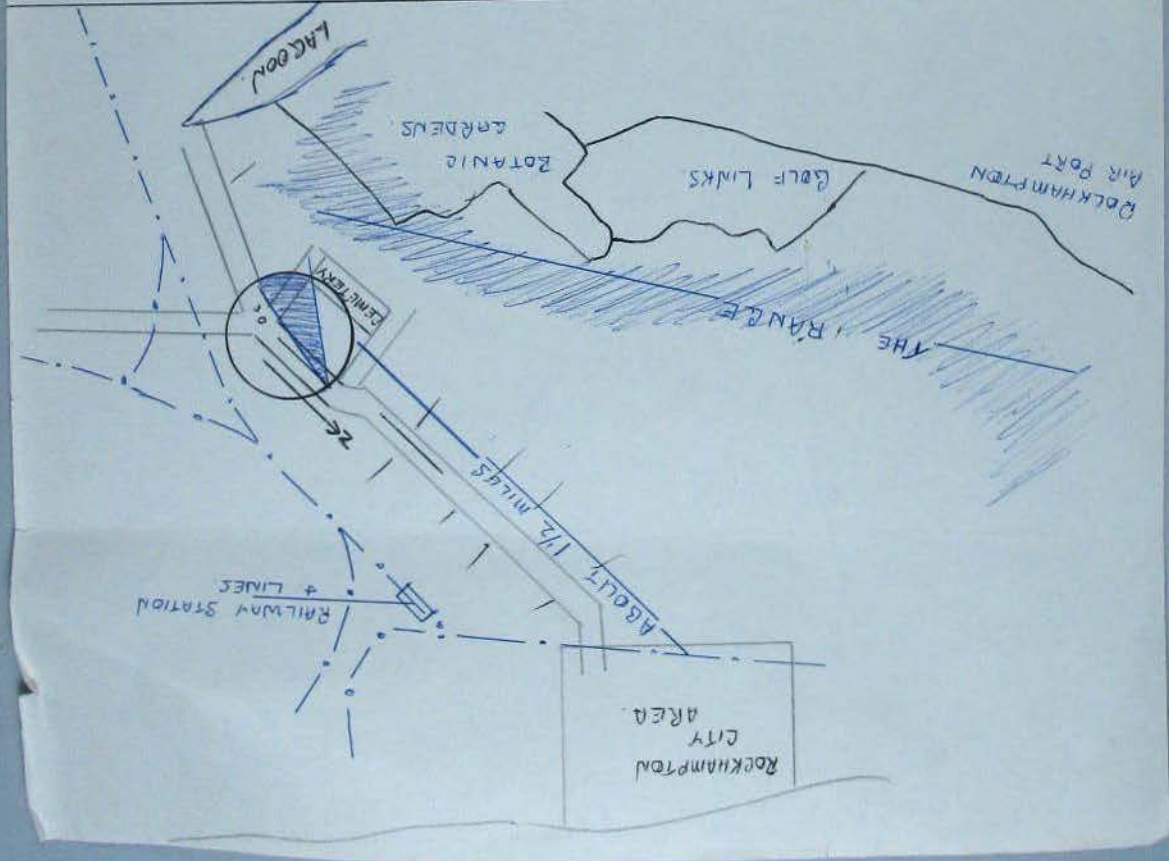 ROCKHAMPTON
CITY
AREA.
RAILWAY STATION
+ LINES.
ABOUT 1½ MILES
THE RANGE
CEMETERY
ROCKHAMPTON
AIR PORT
GOLF LINKS
BOTANIC
GARDENS.
LAGOON.